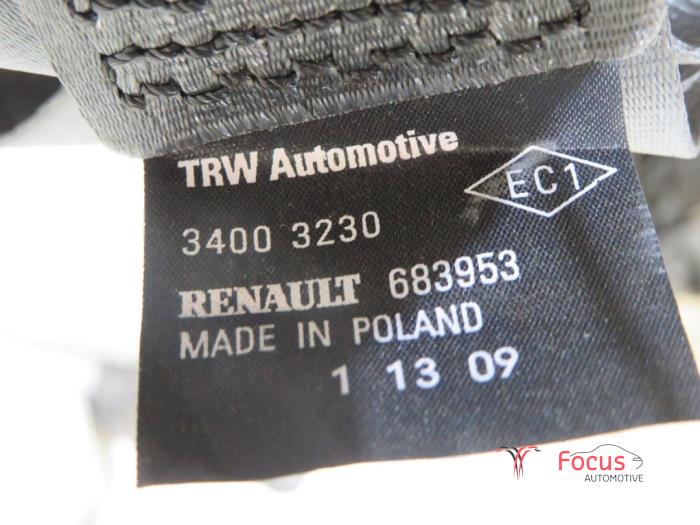 TRW Automotive
EC1
3400 3230
RENAULT 683953
MADE IN POLAND
1 13 09
Focus
AUTOMOTIVE